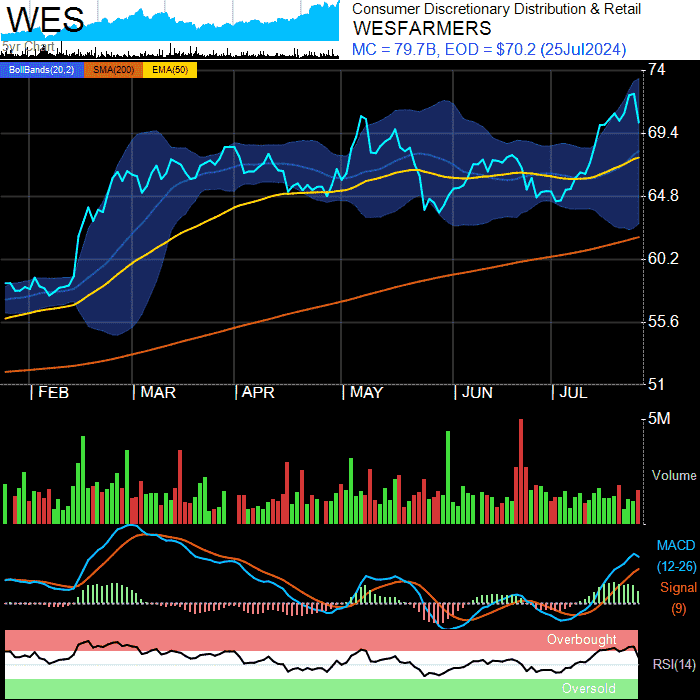 WES
5yr Chart
Consumer Discretionary Distribution & Retail
WESFARMERS
MC = 79.7B, EOD = $70.2 (25Jul2024)
BollBands(20,2) SMA(200) EMA(50)
74
69.4
64.8
60.2
55.6
51
| FEB | MAR | APR | MAY | JUN | JUL
5M
Volume
MACD
(12-26)
Signal
(9)
Overbought
RSI(14)
Oversold